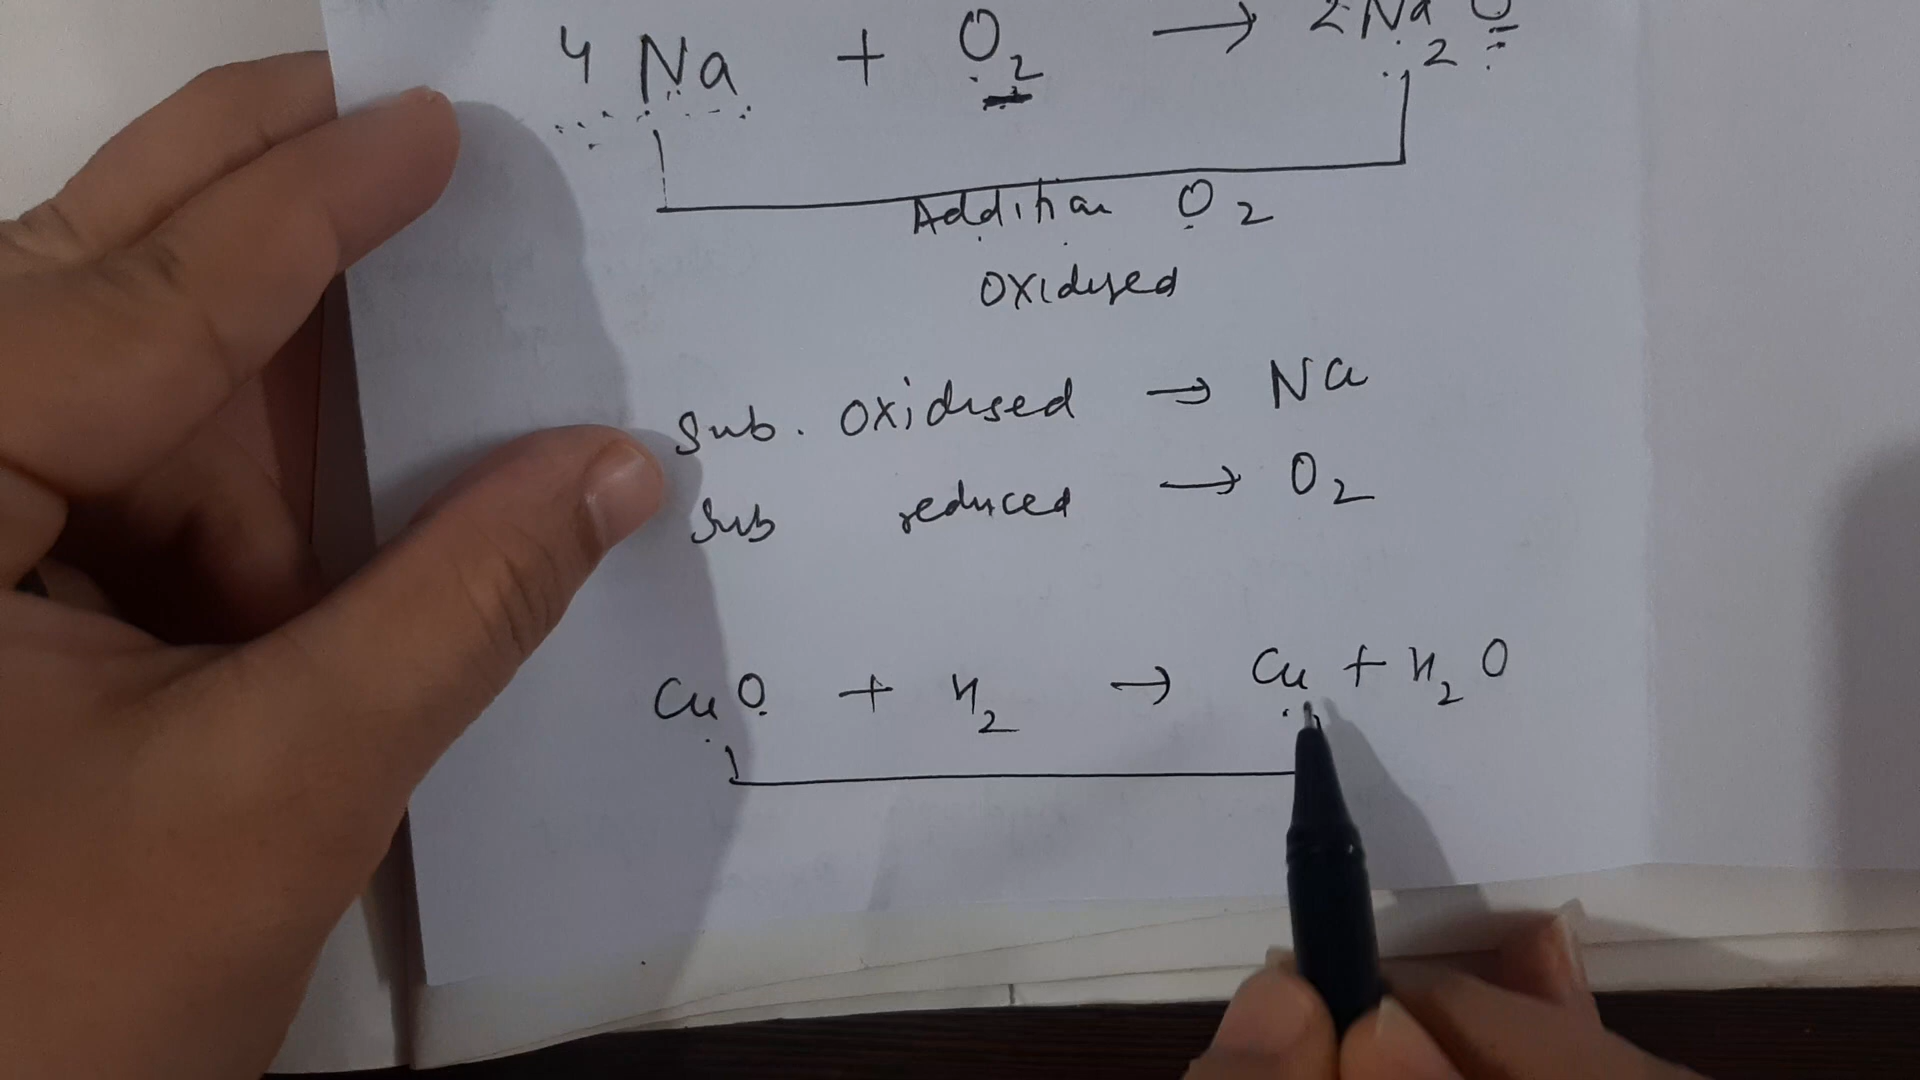 4 Na + O2 → 2Na2O
Addition O2
Oxidised
Sub. Oxidised → Na
Sub reduced → O2
CuO + H2 → Cu + H2O